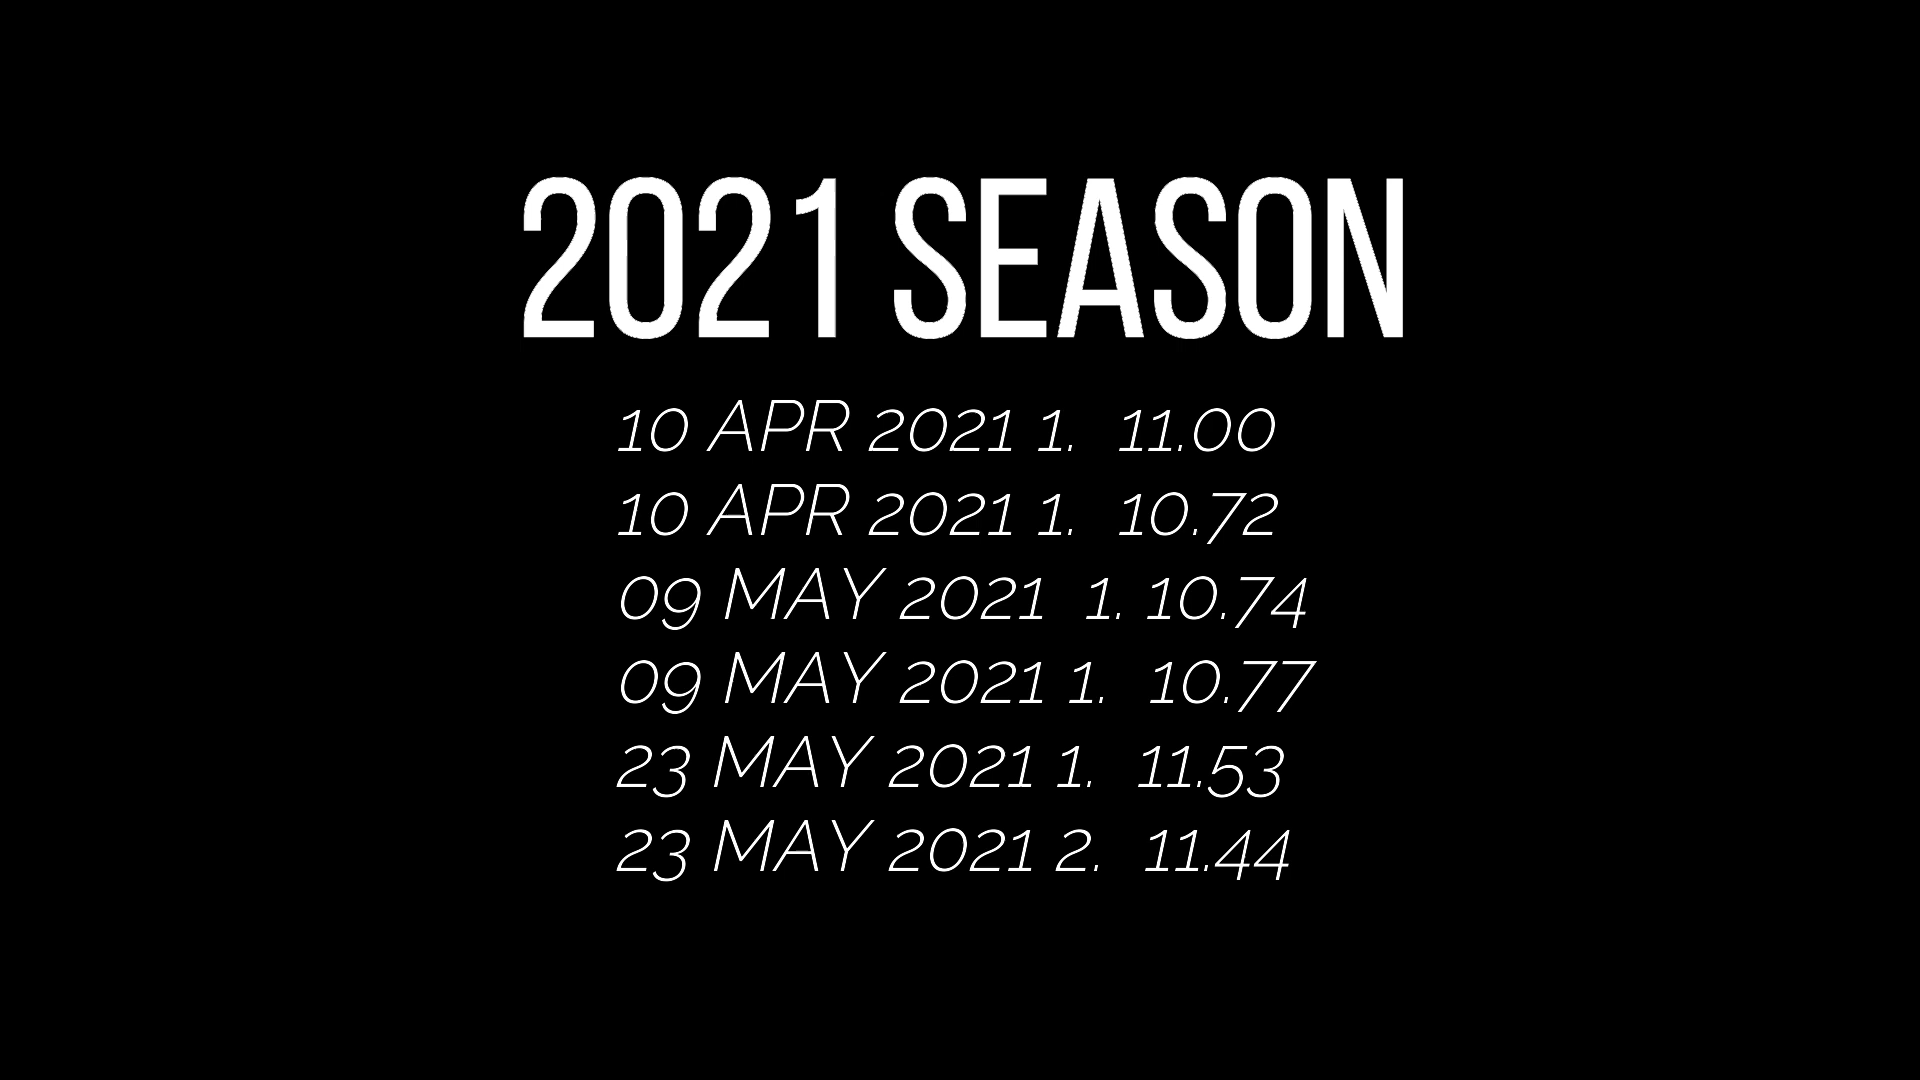 2021 SEASON
10 APR 2021 1. 11.00
10 APR 2021 1. 10.72
09 MAY 2021 1. 10.74
09 MAY 2021 1. 10.77
23 MAY 2021 1. 11.53
23 MAY 2021 2. 11.44